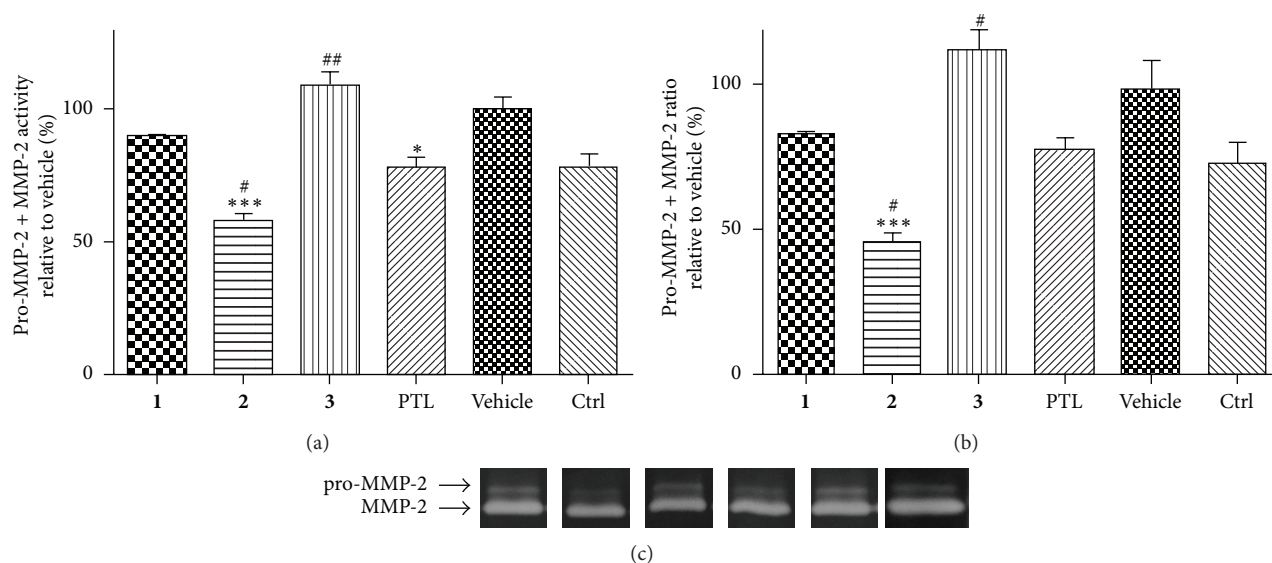 Pro-MMP-2 + MMP-2 activity
relative to vehicle (%)
100
50
0
##
#
***
*
1 2 3 PTL Vehicle Ctrl
(a)
Pro-MMP-2 + MMP-2 ratio
relative to vehicle (%)
100
50
0
#
#
***
1 2 3 PTL Vehicle Ctrl
(b)
pro-MMP-2 →
MMP-2 →
(c)